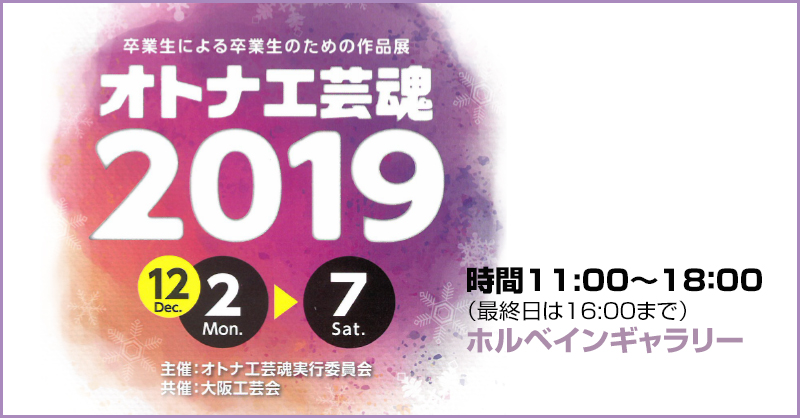 卒業生による卒業生のための作品展
オトナ工芸魂
2019
12 Dec. 2 Mon. ▶ 7 Sat.
時間11:00〜18:00
（最終日は16:00まで）
ホルベインギャラリー
主催：オトナ工芸魂実行委員会
共催：大阪工芸会